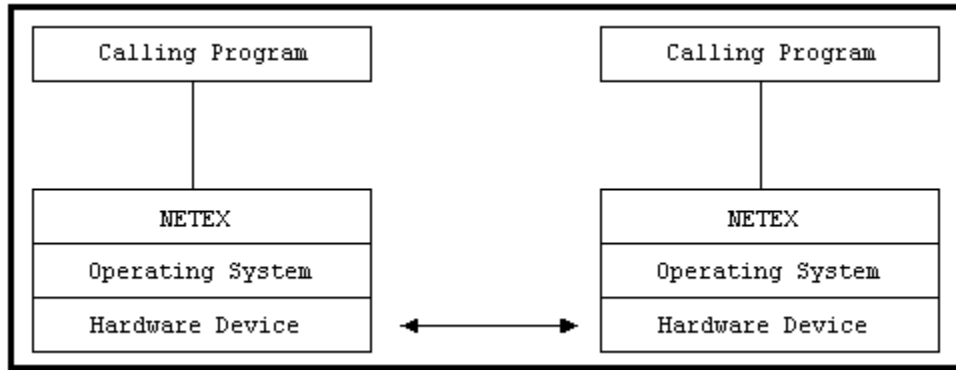 Calling Program
Calling Program
NETEX
NETEX
Operating System
Operating System
Hardware Device
Hardware Device